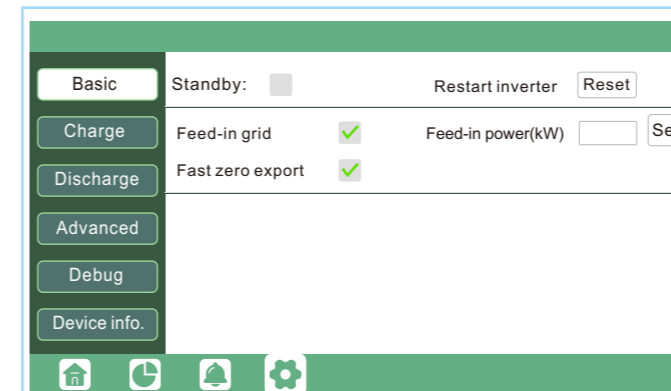 Basic
Standby:
Restart inverter
Reset
Charge
Feed-in grid
Feed-in power(kW)
Se
Discharge
Fast zero export
Advanced
Debug
Device info.